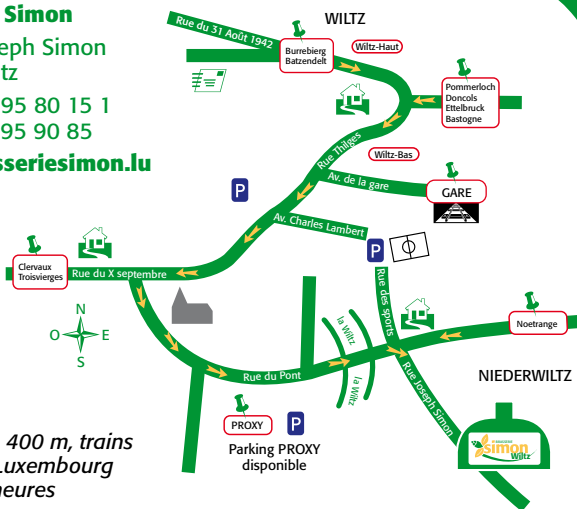 Simon
seph Simon
tz
95 80 15 1
95 90 85
sseriesimon.lu
WILTZ
Rue du 31 Août 1942
Burrebierg
Batzendelt
Wiltz-Haut
Pommerloch
Doncols
Ettelbruck
Bastogne
Rue Thilges
Wiltz-Bas
Av. de la gare
GARE
P
Av. Charles Lambert
P
Clervaux
Troisvierges
Rue du X septembre
N
O E
S
Rue des sports
la Wiltz
la Wiltz
Noetrange
Rue du Pont
Rue Joseph Simon
NIEDERWILTZ
PROXY
P
Parking PROXY
disponible
simon
Wiltz
400 m, trains
Luxembourg
heures